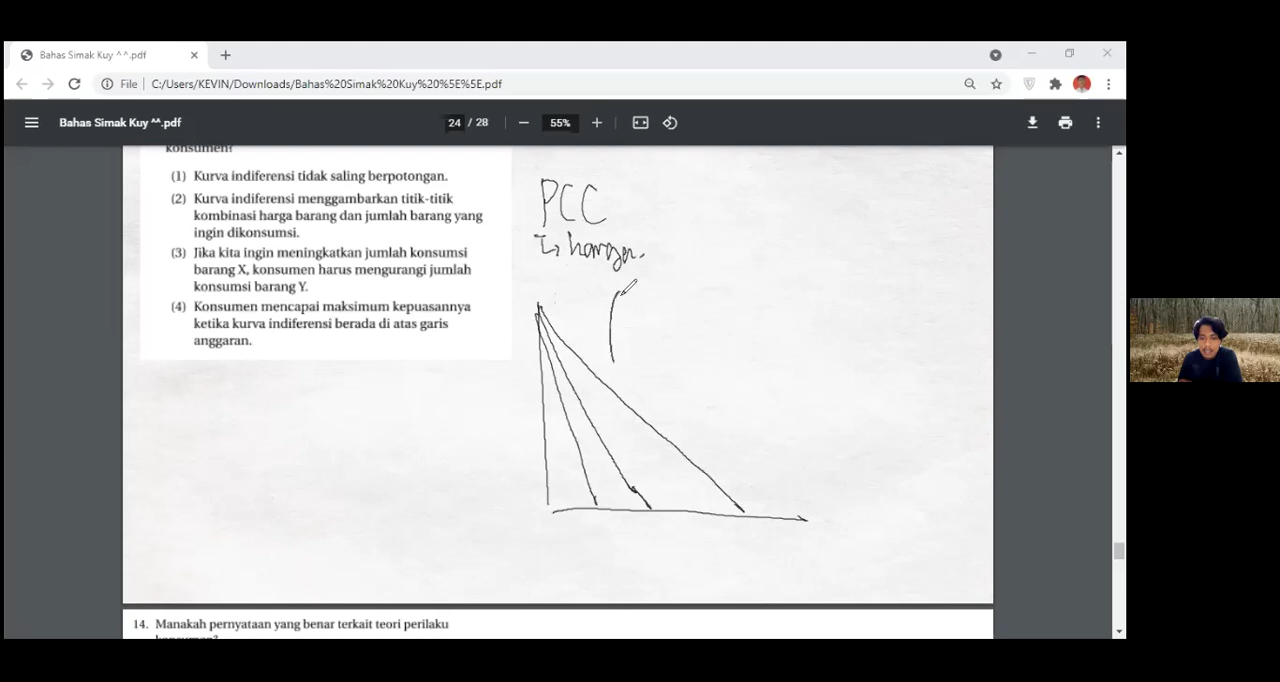 Bahas Simak Kuy ^^.pdf
File
C:/Users/KEVIN/Downloads/Bahas%20Simak%20Kuy%20%5E%5E.pdf
Bahas Simak Kuy ^^.pdf
24 / 28
55%
konsumen?
(1) Kurva indiferensi tidak saling berpotongan.
(2) Kurva indiferensi menggambarkan titik-titik
kombinasi harga barang dan jumlah barang yang
ingin dikonsumsi.
(3) Jika kita ingin meningkatkan jumlah konsumsi
barang X, konsumen harus mengurangi jumlah
konsumsi barang Y.
(4) Konsumen mencapai maksimum kepuasannya
ketika kurva indiferensi berada di atas garis
anggaran.
PCC
↳ harga.
14. Manakah pernyataan yang benar terkait teori perilaku
konsumen?